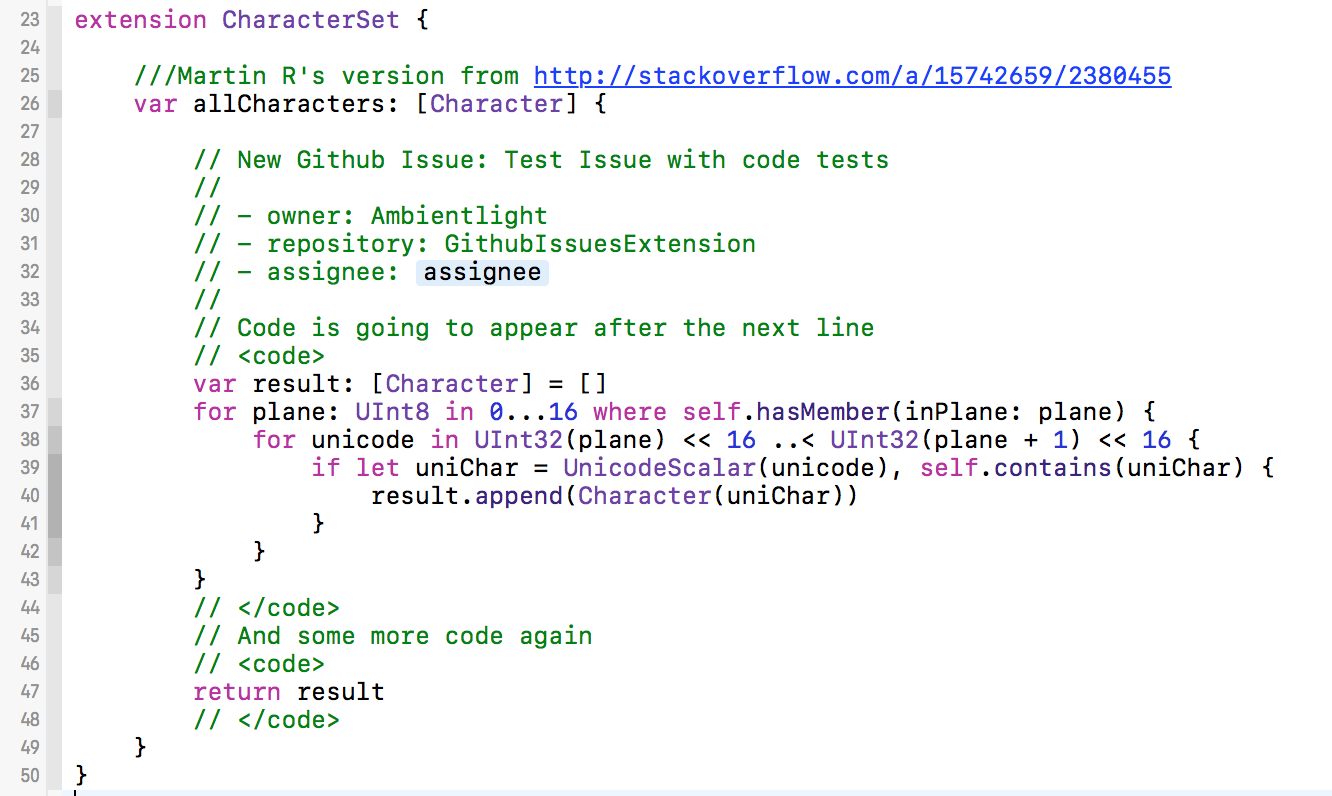 23 extension CharacterSet {
24
25     ///Martin R's version from http://stackoverflow.com/a/15742659/2380455
26     var allCharacters: [Character] {
27
28         // New Github Issue: Test Issue with code tests
29         //
30         // - owner: Ambientlight
31         // - repository: GithubIssuesExtension
32         // - assignee: assignee
33         //
34         // Code is going to appear after the next line
35         // <code>
36         var result: [Character] = []
37         for plane: UInt8 in 0...16 where self.hasMember(inPlane: plane) {
38             for unicode in UInt32(plane) << 16 ..< UInt32(plane + 1) << 16 {
39                 if let uniChar = UnicodeScalar(unicode), self.contains(uniChar) {
40                     result.append(Character(uniChar))
41                 }
42             }
43         }
44         // </code>
45         // And some more code again
46         // <code>
47         return result
48         // </code>
49     }
50 }